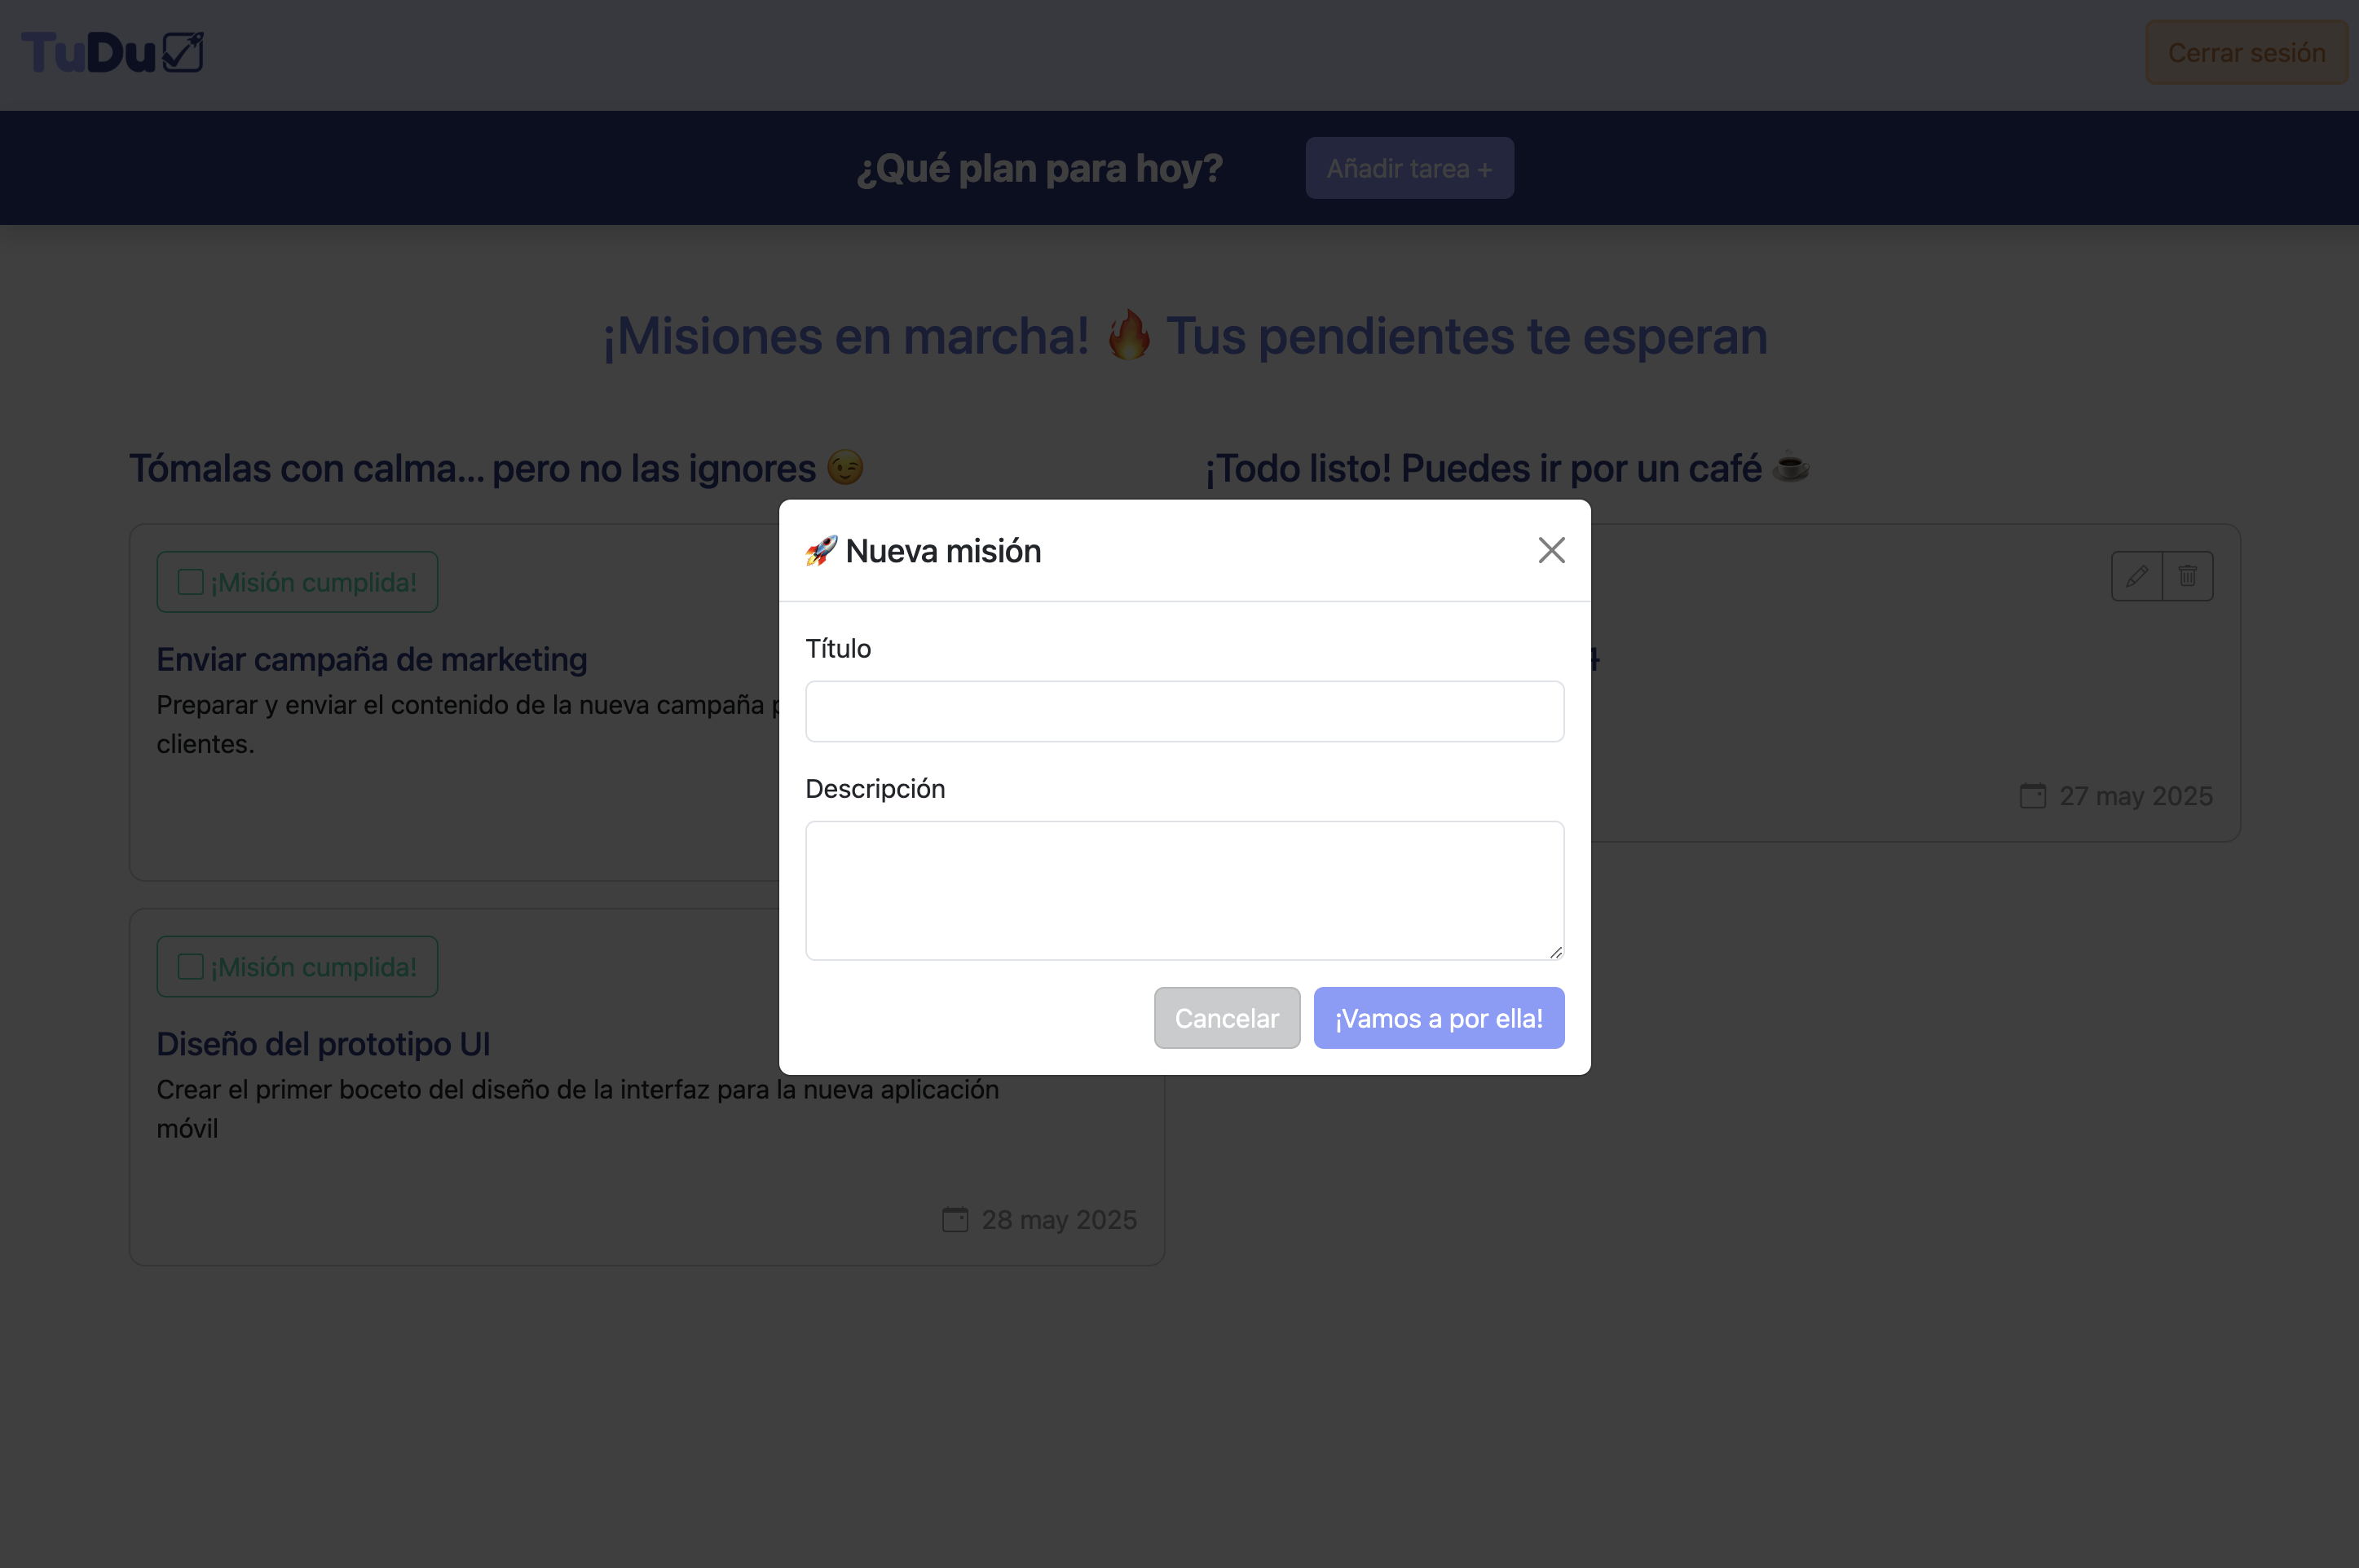 TuDu
Cerrar sesión
¿Qué plan para hoy?
Añadir tarea +
¡Misiones en marcha! 🔥 Tus pendientes te esperan
Tómalas con calma... pero no las ignores 😉
¡Todo listo! Puedes ir por un café ☕
¡Misión cumplida!
Enviar campaña de marketing
Preparar y enviar el contenido de la nueva campaña
clientes.
27 may 2025
¡Misión cumplida!
Diseño del prototipo UI
Crear el primer boceto del diseño de la interfaz para la nueva aplicación
móvil
28 may 2025
🚀 Nueva misión
Título
Descripción
Cancelar
¡Vamos a por ella!